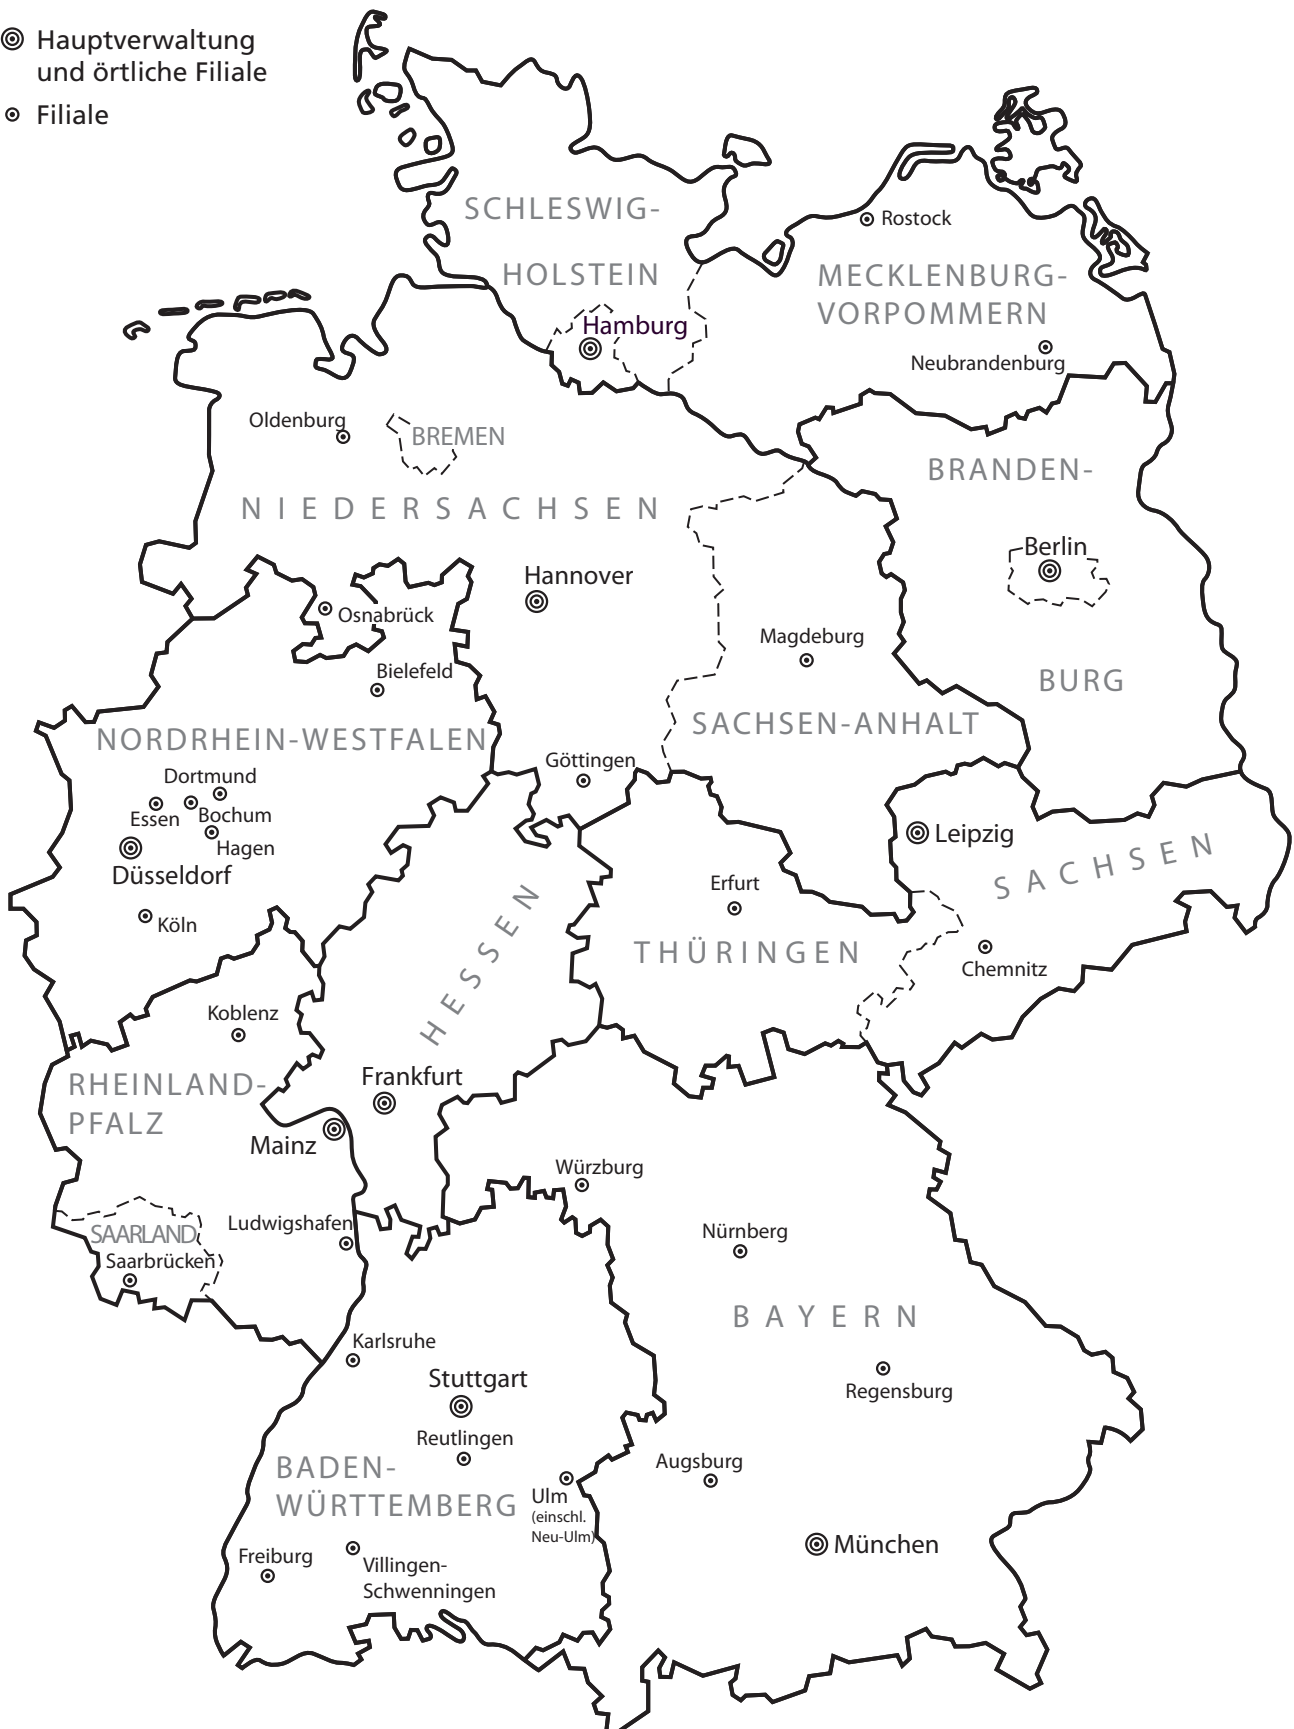 Hauptverwaltung
und örtliche Filiale
Filiale
SCHLESWIG-
HOLSTEIN
Hamburg
Rostock
MECKLENBURG-
VORPOMMERN
Neubrandenburg
Oldenburg
BREMEN
NIEDERSACHSEN
BRANDEN-
Berlin
BURG
Hannover
Osnabrück
Bielefeld
Magdeburg
SACHSEN-ANHALT
NORDRHEIN-WESTFALEN
Göttingen
Dortmund
Essen
Bochum
Hagen
Düsseldorf
Köln
Leipzig
SACHSEN
Erfurt
THÜRINGEN
Chemnitz
HESSEN
Koblenz
Frankfurt
RHEINLAND-
PFALZ
Mainz
Würzburg
SAARLAND
Ludwigshafen
Saarbrücken
Nürnberg
BAYERN
Karlsruhe
Stuttgart
Regensburg
Reutlingen
Augsburg
BADEN-
WÜRTTEMBERG
Ulm
(einschl.
Neu-Ulm)
München
Freiburg
Villingen-
Schwenningen